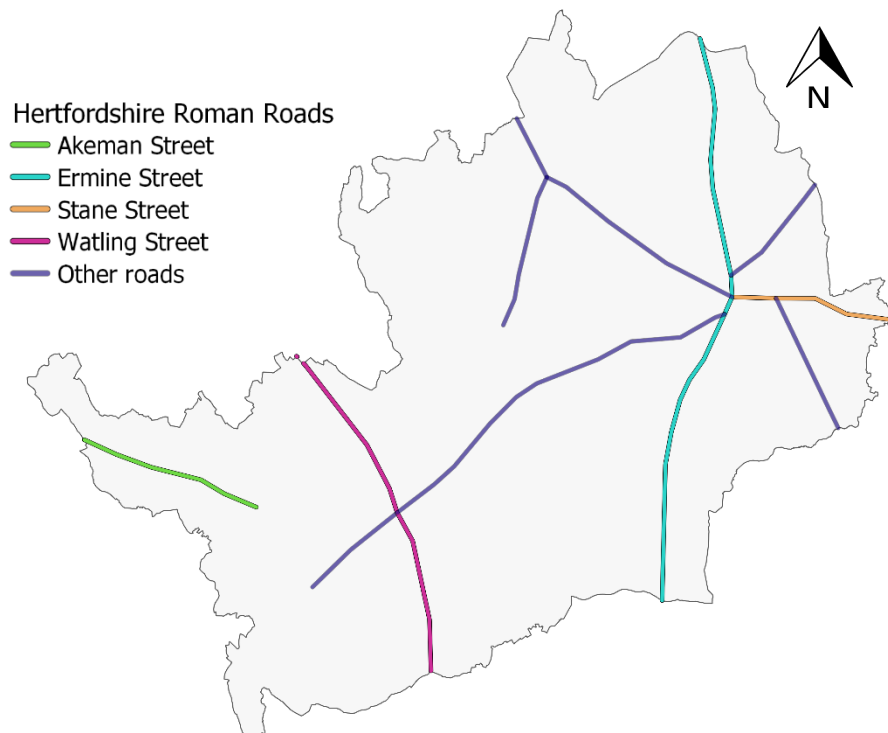 Hertfordshire Roman Roads
Akeman Street
Ermine Street
Stane Street
Watling Street
Other roads
N